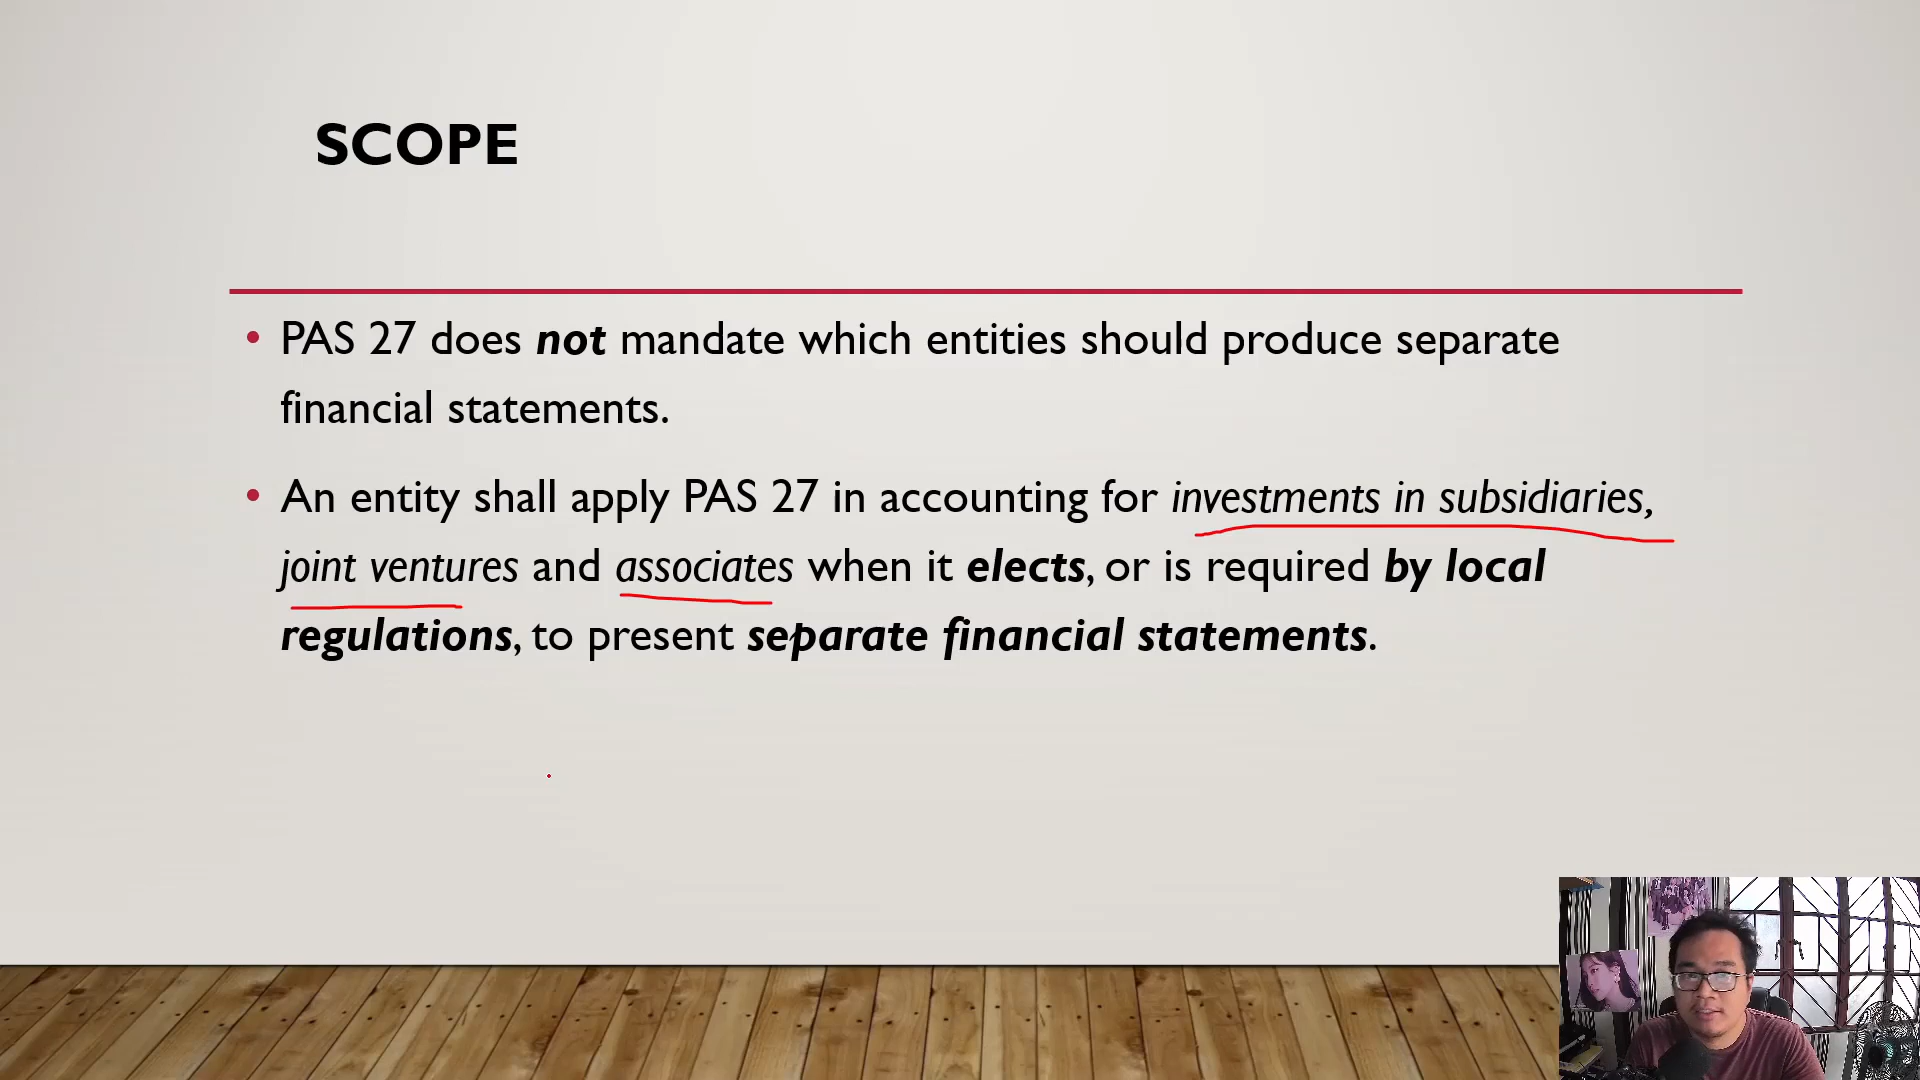 SCOPE
• PAS 27 does not mandate which entities should produce separate
financial statements.
• An entity shall apply PAS 27 in accounting for investments in subsidiaries,
joint ventures and associates when it elects, or is required by local
regulations, to present separate financial statements.